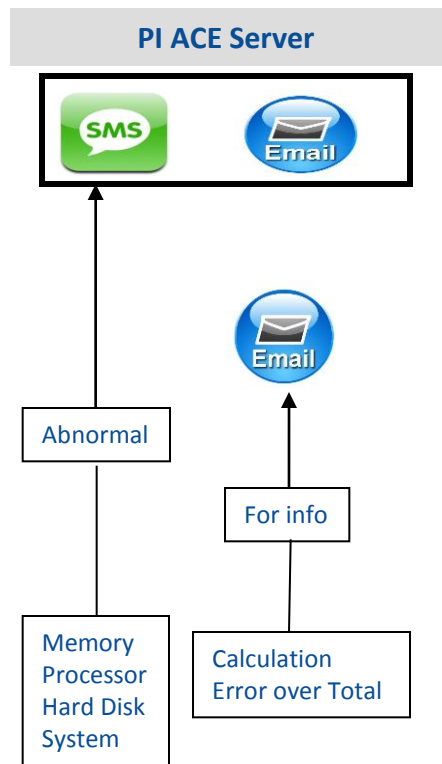 PI ACE Server
SMS
Email
Email
Abnormal
For info
Memory
Processor
Hard Disk
System
Calculation
Error over Total